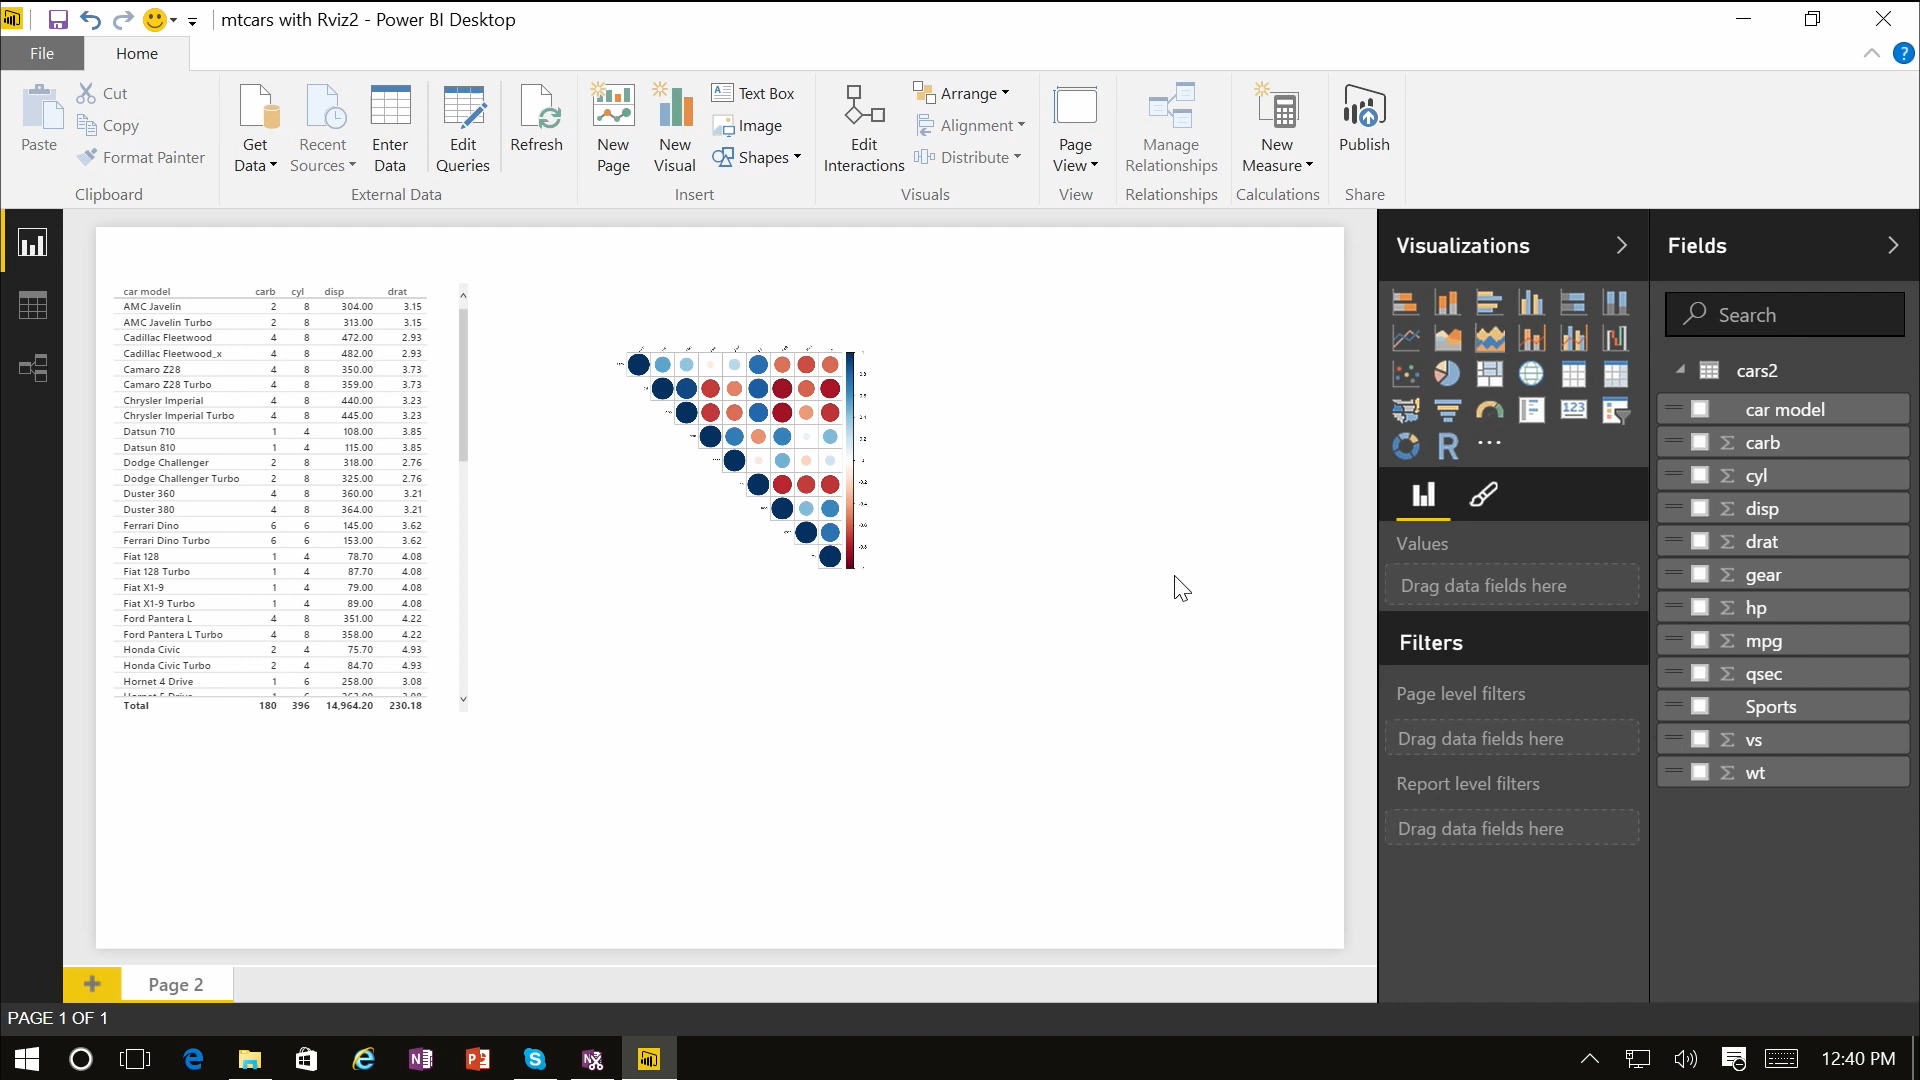 mtcars with Rviz2 - Power BI Desktop
File Home
Paste
Cut
Copy
Format Painter
Clipboard
Get Data
Recent Sources
Enter Data
Edit Queries
Refresh
External Data
New Page
New Visual
Text Box
Image
Shapes
Insert
Edit Interactions
Arrange
Alignment
Distribute
Visuals
Page View
View
Manage Relationships
Relationships
New Measure
Calculations
Publish
Share
car model carb cyl disp drat
AMC Javelin 2 8 304.00 3.15
AMC Javelin Turbo 2 8 313.00 3.15
Cadillac Fleetwood 4 8 472.00 2.93
Cadillac Fleetwood_x 4 8 482.00 2.93
Camaro Z28 4 8 350.00 3.73
Camaro Z28 Turbo 4 8 359.00 3.73
Chrysler Imperial 4 8 440.00 3.23
Chrysler Imperial Turbo 4 8 445.00 3.23
Datsun 710 1 4 108.00 3.85
Datsun 810 1 4 115.00 3.85
Dodge Challenger 2 8 318.00 2.76
Dodge Challenger Turbo 2 8 325.00 2.76
Duster 360 4 8 360.00 3.21
Duster 380 4 8 364.00 3.21
Ferrari Dino 6 6 145.00 3.62
Ferrari Dino Turbo 6 6 153.00 3.62
Fiat 128 1 4 78.70 4.08
Fiat 128 Turbo 1 4 87.70 4.08
Fiat X1-9 1 4 79.00 4.08
Fiat X1-9 Turbo 1 4 89.00 4.08
Ford Pantera L 4 8 351.00 4.22
Ford Pantera L Turbo 4 8 358.00 4.22
Honda Civic 2 4 75.70 4.93
Honda Civic Turbo 2 4 84.70 4.93
Hornet 4 Drive 1 6 258.00 3.08
Total 180 396 14,964.20 230.18
Visualizations
123
R
Values
Drag data fields here
Filters
Page level filters
Drag data fields here
Report level filters
Drag data fields here
Fields
Search
cars2
car model
Σ carb
Σ cyl
Σ disp
Σ drat
Σ gear
Σ hp
Σ mpg
Σ qsec
Sports
Σ vs
Σ wt
Page 2
PAGE 1 OF 1
12:40 PM